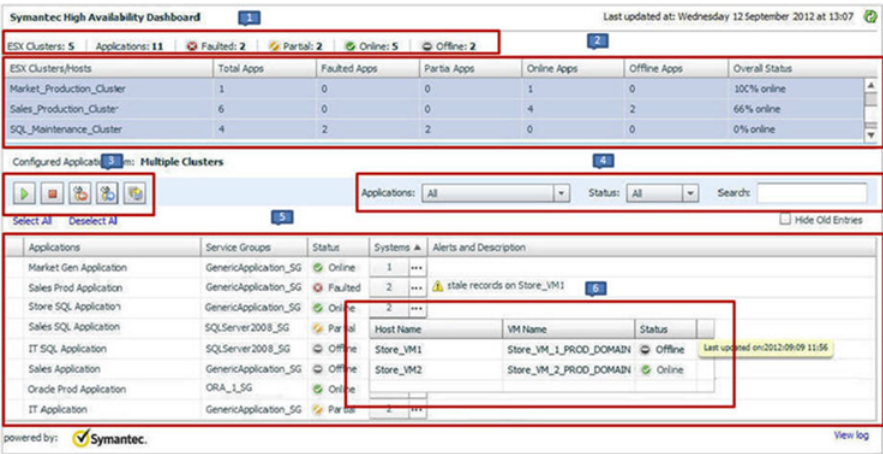 Symantec High Availability Dashboard
1
Last updated at: Wednesday 12 September 2012 at 13:07
ESX Clusters: 5 Applications: 11 Faulted: 2 Partial: 2 Online: 5 Offline: 2
2
ESX Clusters/Hosts Total Apps Faulted Apps Partia Apps Online Apps Offline Apps Overall Status
Market_Production_Cluster 1 0 0 1 0 100% online
Sales_Production_Cluster 6 0 0 4 2 66% online
SQL_Maintenance_Cluster 4 2 2 0 0 0% online
Configured Applicati 3 m: Multiple Clusters
4
Applications: All Status: All Search:
Select All Deselect All
5
Hide Old Entries
Applications Service Groups Status Systems Alerts and Description
Market Gen Application GenericApplication_SG Online 1 ...
Sales Prod Application GenericApplication_SG Faulted 2 ... stale records on Store_VM1
6
Store SQL Application GenericApplication_SG Online 2 ...
Sales SQL Application SQLServer2008_SG Partial
Host Name VM Name Status
IT SQL Application SQLServer2008_SG Offline
Store_VM1 Store_VM_1_PROD_DOMAIN Offline
Last updated on:2012:09:09 11:56
Sales Application GenericApplication_SG Offline
Store_VM2 Store_VM_2_PROD_DOMAIN Online
Oracle Prod Application ORA_1_SG Online
IT Application GenericApplication_SG Partial 2 ...
powered by: Symantec.
View log